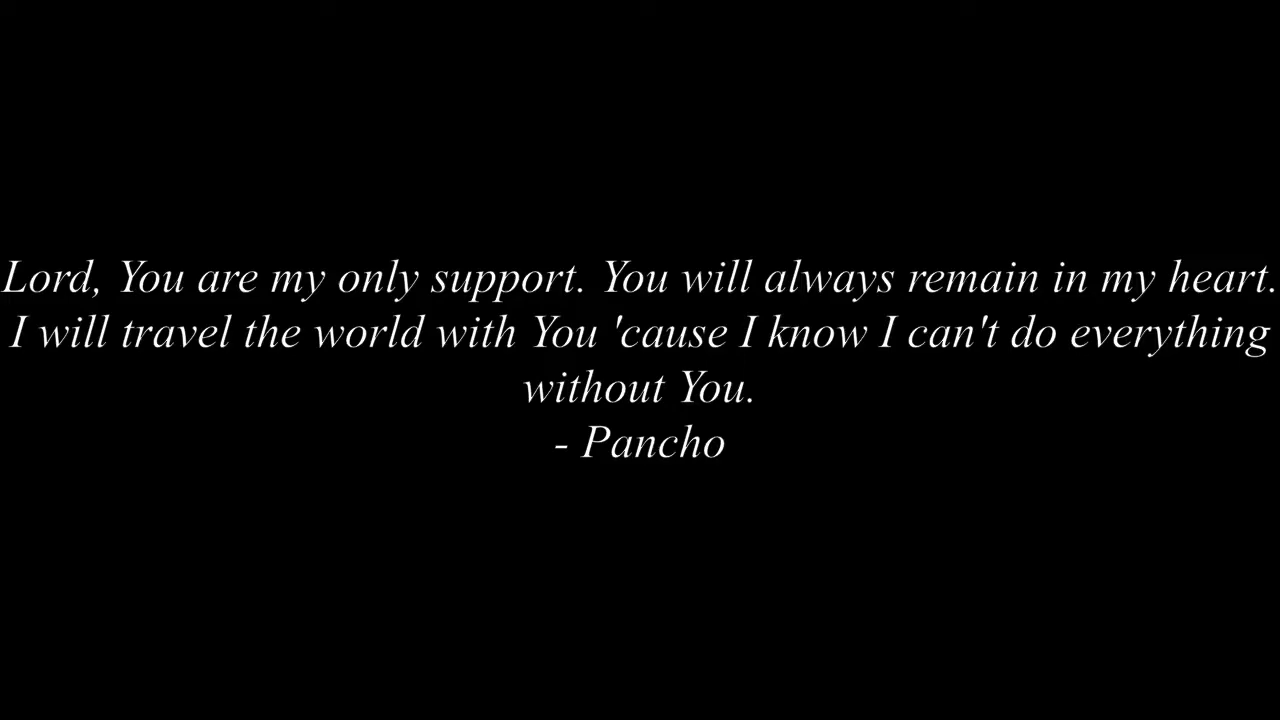 Lord, You are my only support. You will always remain in my heart.
I will travel the world with You 'cause I know I can't do everything
without You.
- Pancho